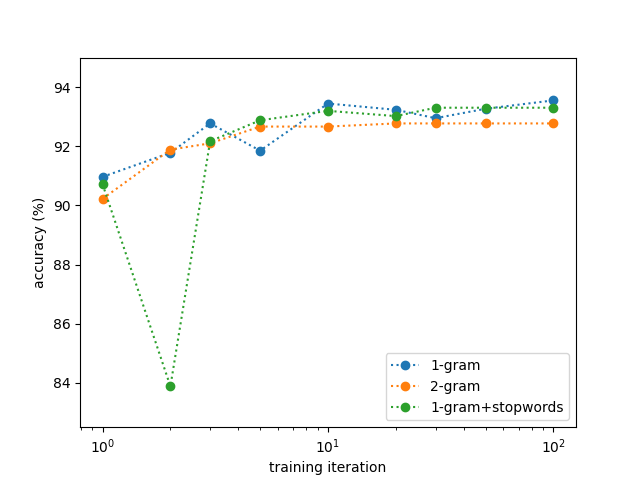 94
92
90
88
86
84
accuracy (%)
10⁰
10¹
10²
training iteration
1-gram
2-gram
1-gram+stopwords